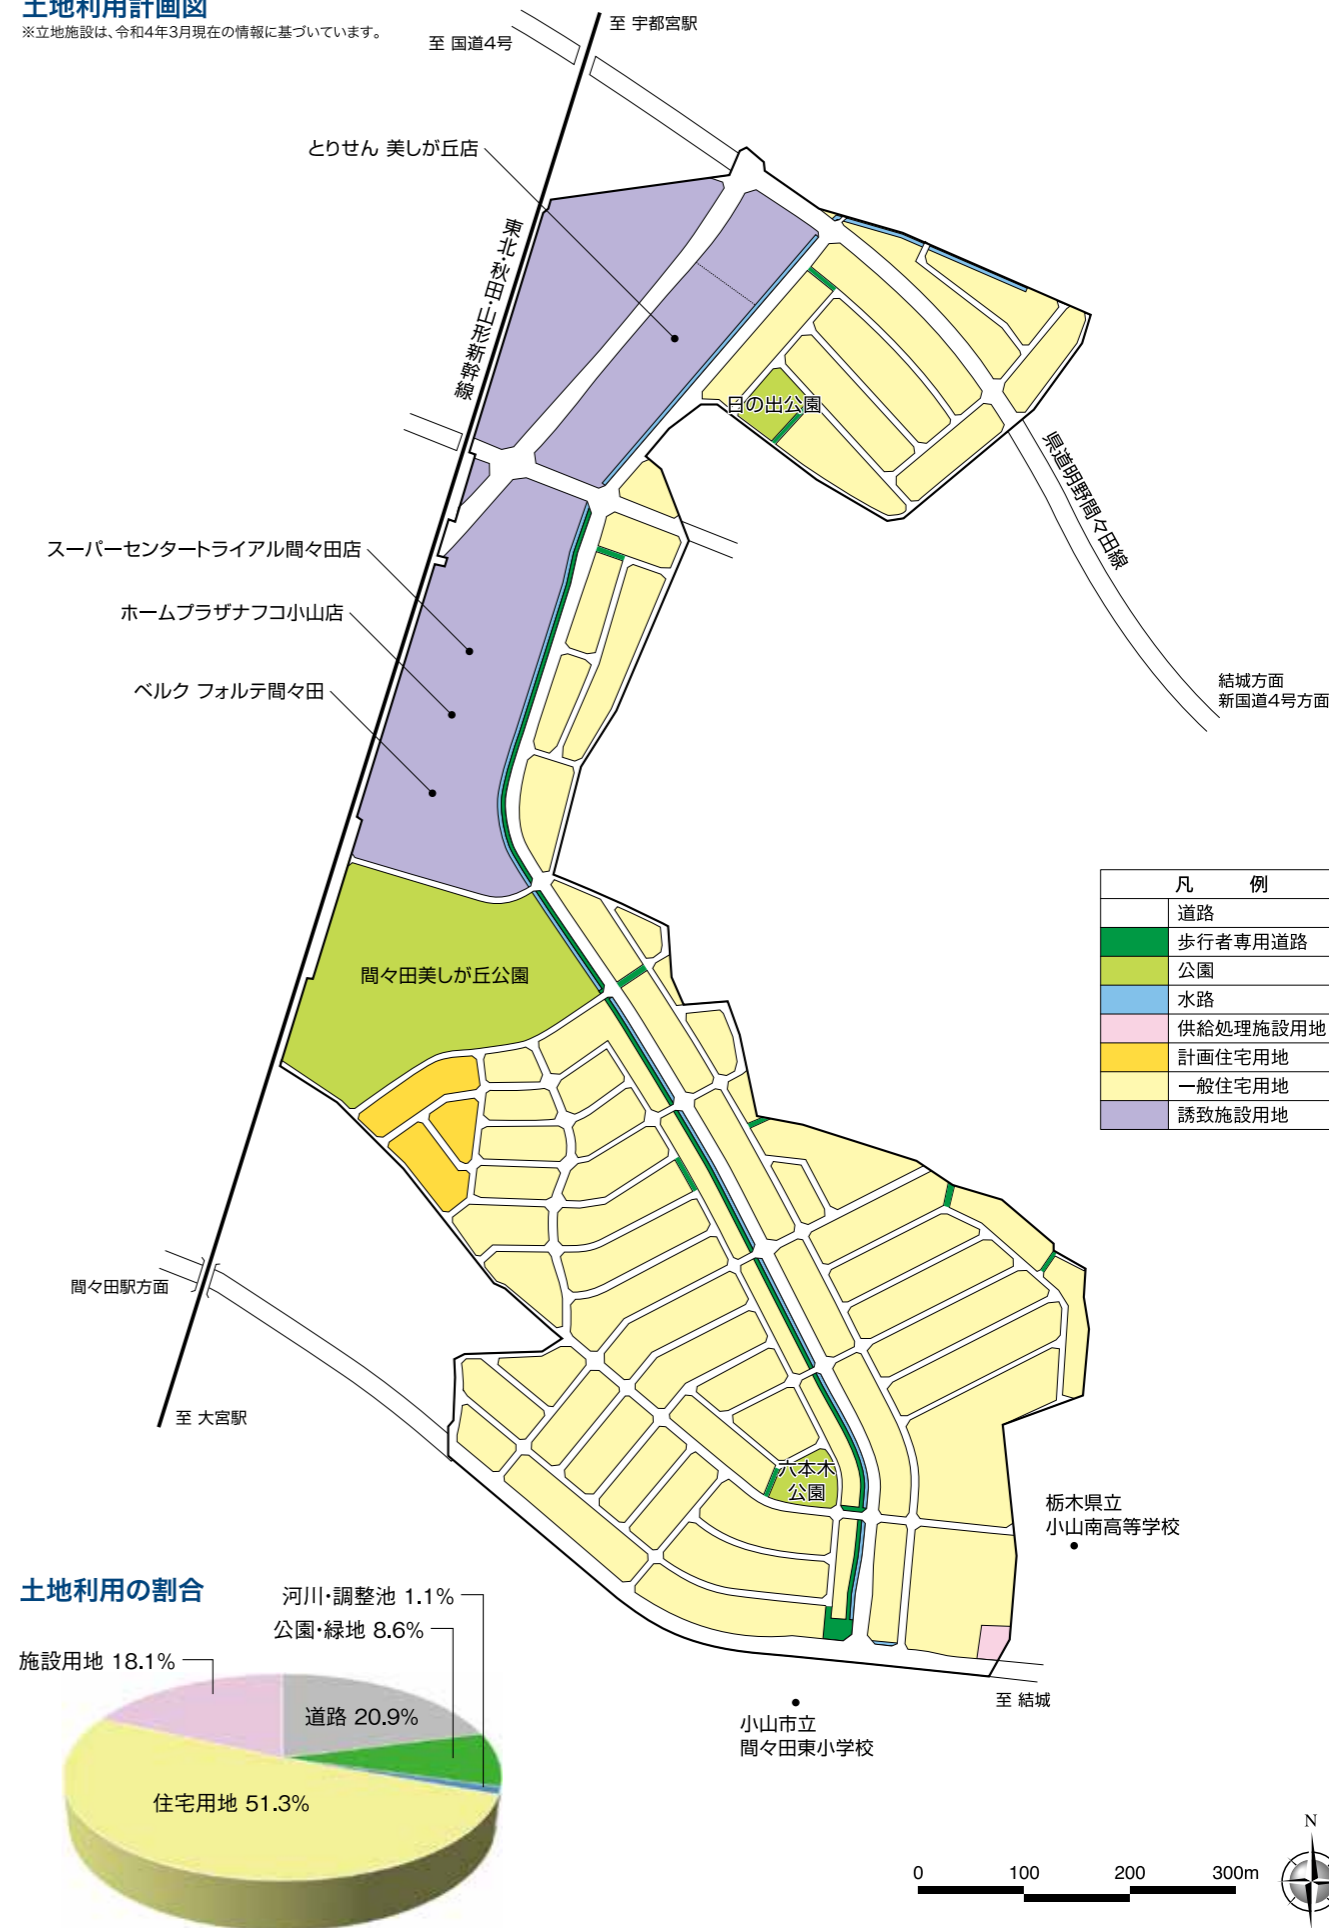 土地利用計画図
※立地施設は、令和4年3月現在の情報に基づいています。
至 国道4号
至 宇都宮駅
とりせん 美しが丘店
東北・秋田・山形新幹線
日の出公園
県道明野間々田線
スーパーセンタートライアル間々田店
ホームプラザナフコ小山店
ベルク フォルテ間々田
結城方面
新国道4号方面
凡 例
道路
歩行者専用道路
公園
水路
供給処理施設用地
計画住宅用地
一般住宅用地
誘致施設用地
間々田美しが丘公園
間々田駅方面
至 大宮駅
六本木
公園
栃木県立
小山南高等学校
至 結城
小山市立
間々田東小学校
土地利用の割合
河川・調整池 1.1%
公園・緑地 8.6%
施設用地 18.1%
道路 20.9%
住宅用地 51.3%
0 100 200 300m
N